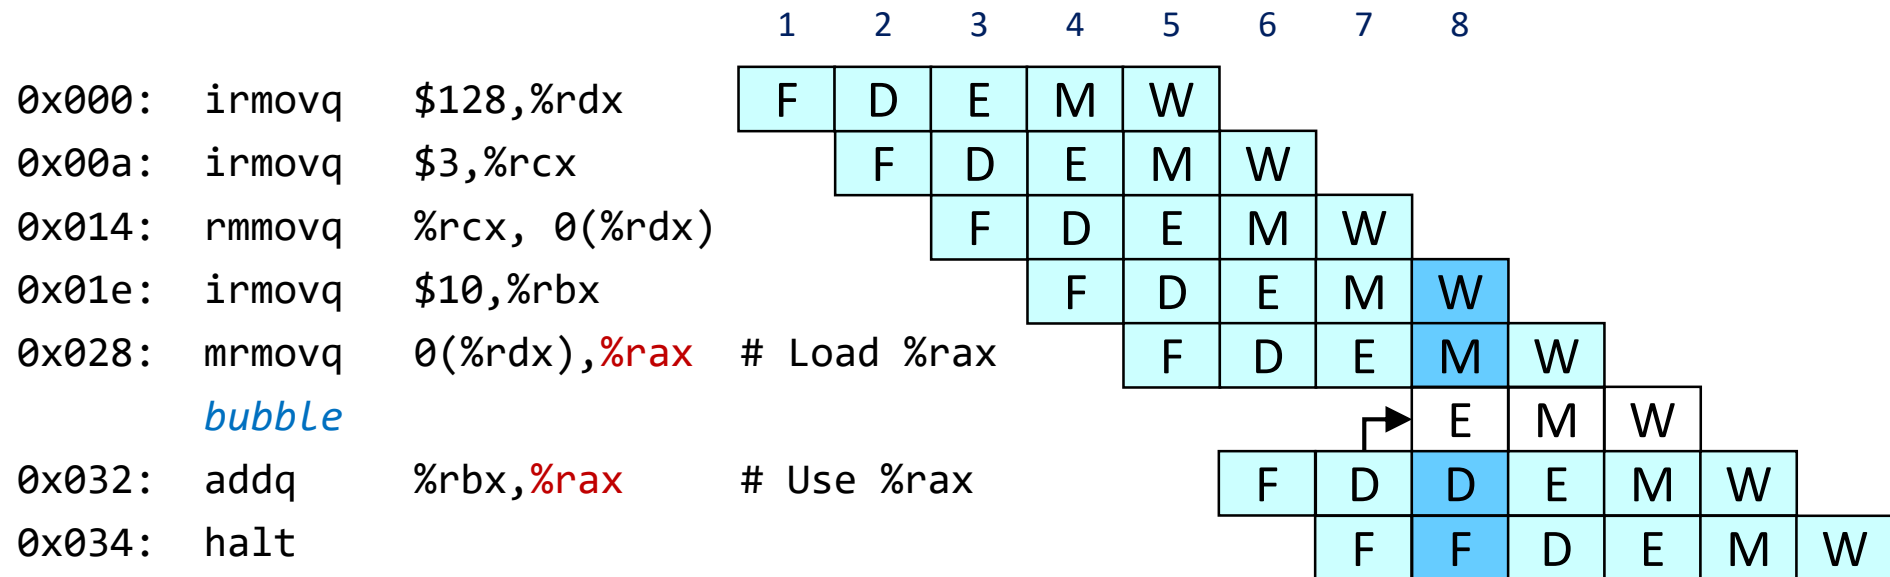 1 2 3 4 5 6 7 8
0x000: irmovq $128,%rdx F D E M W
0x00a: irmovq $3,%rcx F D E M W
0x014: rmmovq %rcx, 0(%rdx) F D E M W
0x01e: irmovq $10,%rbx F D E M W
0x028: mrmovq 0(%rdx),%rax # Load %rax F D E M W
bubble E M W
0x032: addq %rbx,%rax # Use %rax F D D E M W
0x034: halt F F D E M W